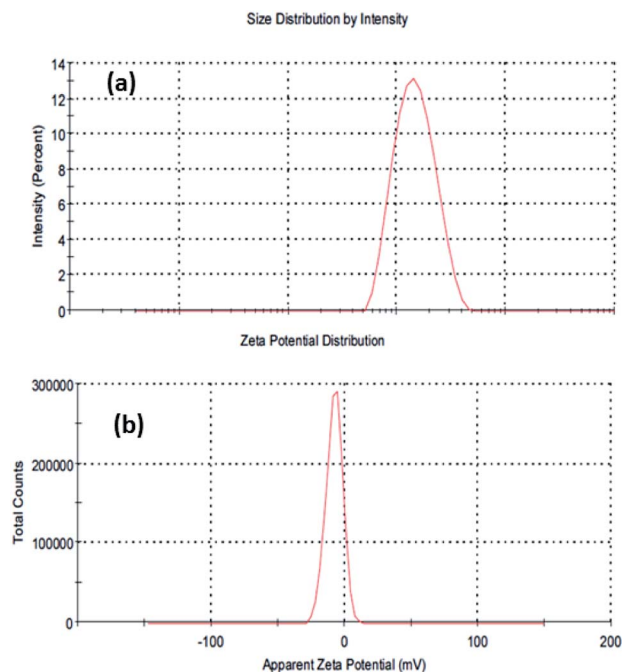 Size Distribution by Intensity
(a)
14
12
10
8
6
4
2
0
Intensity (Percent)
Zeta Potential Distribution
(b)
300000
200000
100000
0
Total Counts
-100 0 100 200
Apparent Zeta Potential (mV)